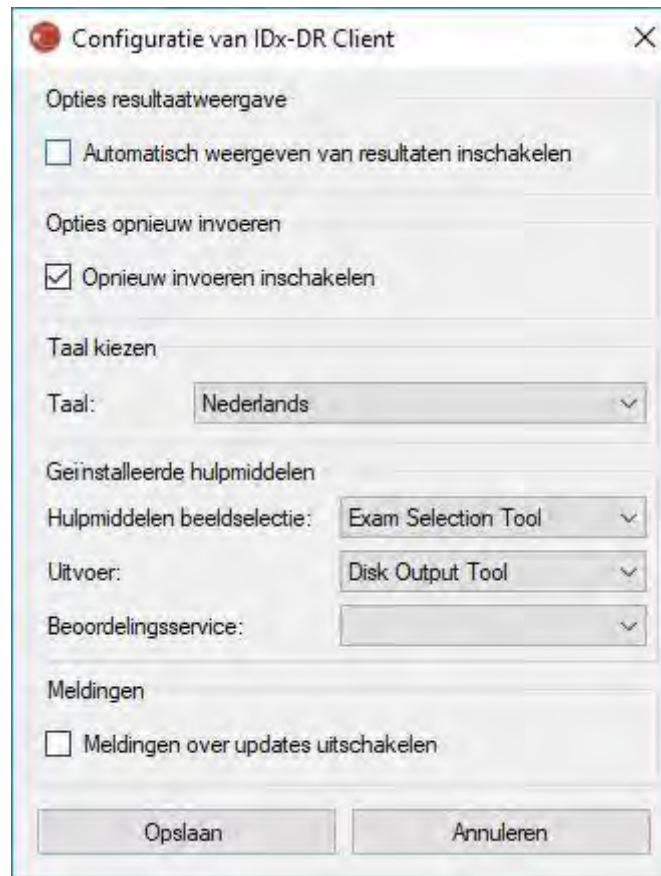 Configuratie van IDx-DR Client
Opties resultaatweergave
Automatisch weergeven van resultaten inschakelen
Opties opnieuw invoeren
Opnieuw invoeren inschakelen
Taal kiezen
Taal: Nederlands
Geïnstalleerde hulpmiddelen
Hulpmiddelen beeldselectie: Exam Selection Tool
Uitvoer: Disk Output Tool
Beoordelingsservice:
Meldingen
Meldingen over updates uitschakelen
Opslaan Annuleren